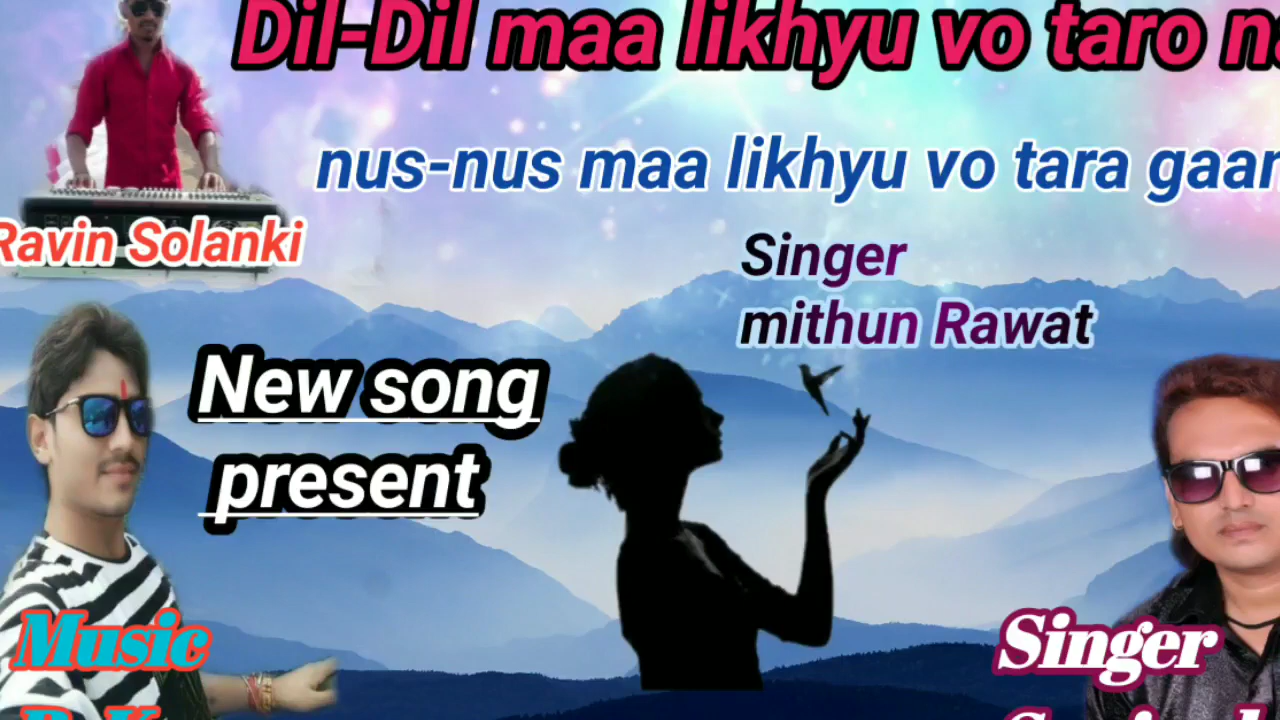 Dil-Dil maa likhyu vo taro
nus-nus maa likhyu vo tara
Ravin Solanki
Singer
mithun Rawat
New song
present
Music
Singer